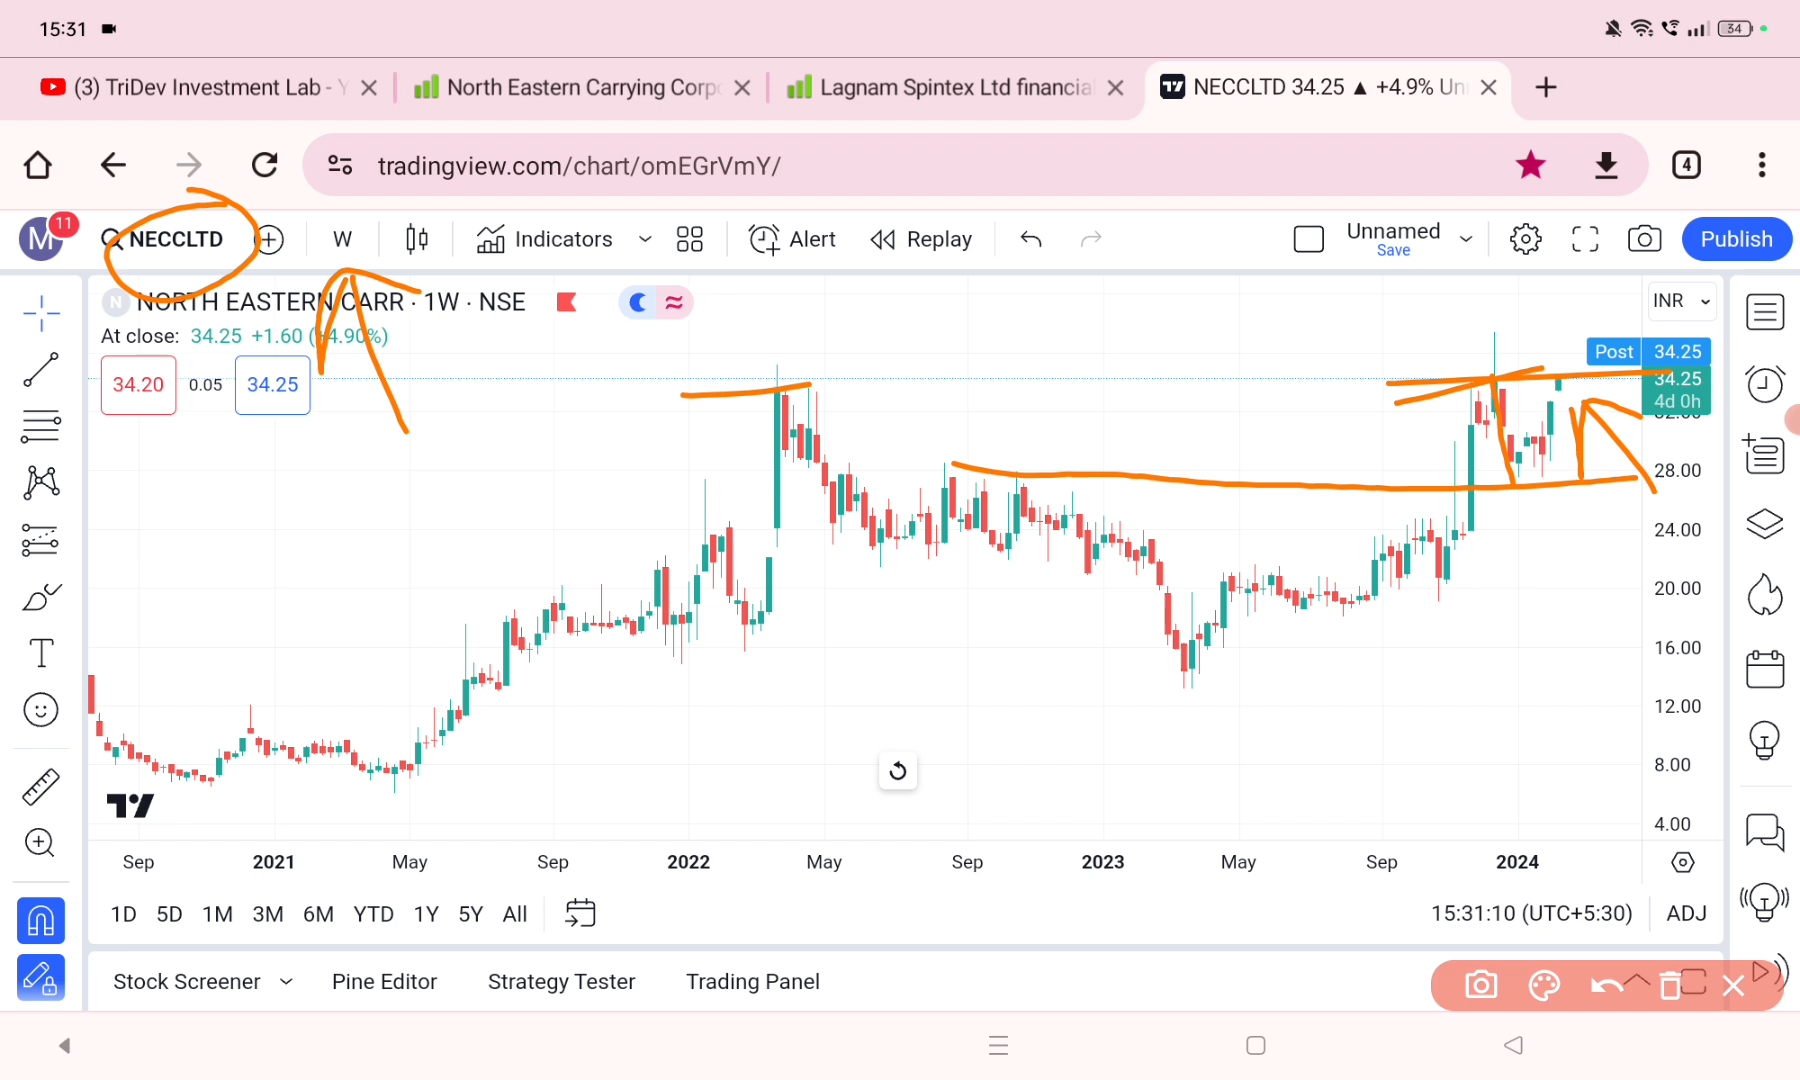 15:31
34
(3) TriDev Investment Lab - Y
North Eastern Carrying Corp
Lagnam Spintex Ltd financial
NECCLTD 34.25 ▲ +4.9% Un
tradingview.com/chart/omEGrVmY/
4
M
11
NECCLTD
W
Indicators
Alert
Replay
Unnamed
Save
Publish
N
NORTH EASTERN CARR · 1W · NSE
INR
At close: 34.25 +1.60 (+4.90%)
34.20
0.05
34.25
Post 34.25
34.25
4d 0h
32.00
28.00
24.00
20.00
16.00
12.00
8.00
4.00
Sep 2021 May Sep 2022 May Sep 2023 May Sep 2024
1D 5D 1M 3M 6M YTD 1Y 5Y All
15:31:10 (UTC+5:30)
ADJ
Stock Screener
Pine Editor
Strategy Tester
Trading Panel